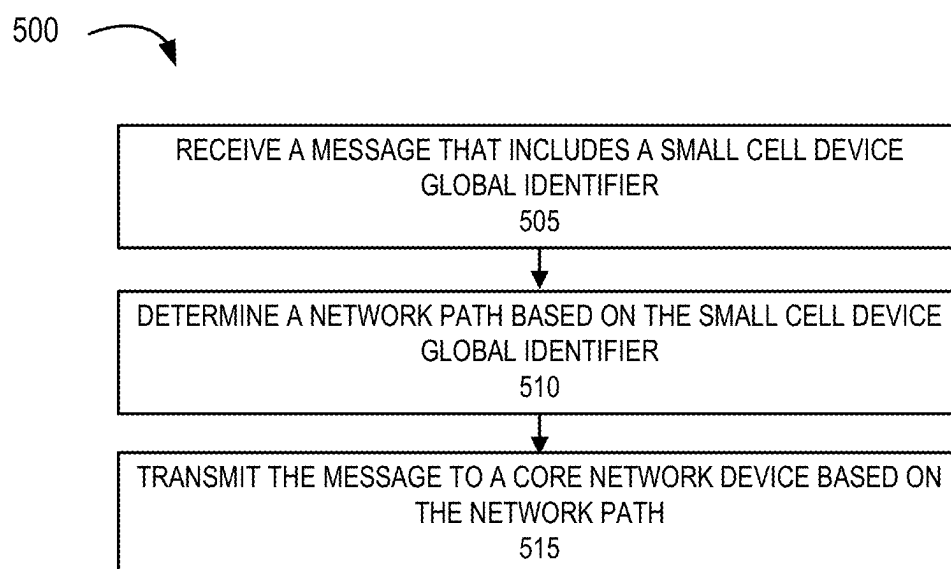 500
RECEIVE A MESSAGE THAT INCLUDES A SMALL CELL DEVICE
GLOBAL IDENTIFIER
505
DETERMINE A NETWORK PATH BASED ON THE SMALL CELL DEVICE
GLOBAL IDENTIFIER
510
TRANSMIT THE MESSAGE TO A CORE NETWORK DEVICE BASED ON
THE NETWORK PATH
515